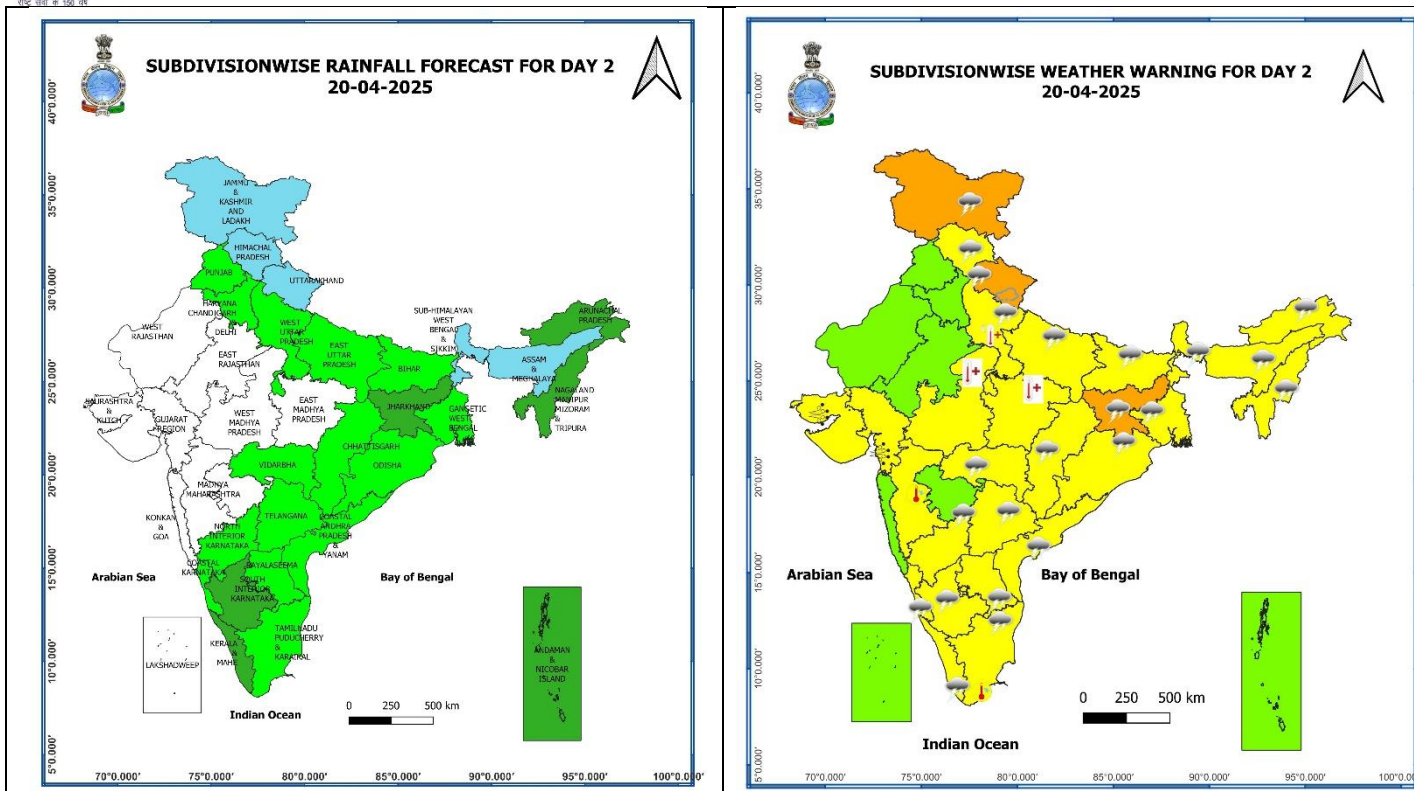 राष्ट्र सेवा के 150 वर्ष
SUBDIVISIONWISE RAINFALL FORECAST FOR DAY 2
20-04-2025
40°0.000'
35°0.000'
30°0.000'
25°0.000'
20°0.000'
15°0.000'
10°0.000'
5°0.000'
JAMMU
&
KASHMIR
AND
LADAKH
HIMACHAL
PRADESH
UTTARAKHAND
PUNJAB
HARYANA
CHANDIGARH
&
DELHI
WEST
RAJASTHAN
EAST
RAJASTHAN
WEST
UTTAR
PRADESH
EAST
UTTAR
PRADESH
SUB-HIMALAYAN
WEST
BENGAL
&
SIKKIM
ARUNACHAL
PRADESH
ASSAM
&
MEGHALAYA
NAGALAND
MANIPUR
MIZORAM
&
TRIPURA
BIHAR
JHARKHAND
GANGETIC
WEST
BENGAL
SAURASHTRA
&
KUTCH
GUJARAT
REGION
WEST
MADHYA
PRADESH
EAST
MADHYA
PRADESH
CHHATTISGARH
ODISHA
VIDARBHA
MADHYA
MAHARASHTRA
KONKAN
&
GOA
NORTH
INTERIOR
KARNATAKA
TELANGANA
COASTAL
ANDHRA
PRADESH
&
YANAM
COASTAL
KARNATAKA
RAYALASEEMA
SOUTH
INTERIOR
KARNATAKA
TAMILNADU
PUDUCHERRY
&
KARAIKAL
KERALA
&
MAHE
LAKSHADWEEP
ANDAMAN
&
NICOBAR
ISLAND
Arabian Sea
Bay of Bengal
Indian Ocean
0 250 500 km
70°0.000' 75°0.000' 80°0.000' 85°0.000' 90°0.000' 95°0.000' 100°0.000'
SUBDIVISIONWISE WEATHER WARNING FOR DAY 2
20-04-2025
40°0.000'
35°0.000'
30°0.000'
25°0.000'
20°0.000'
15°0.000'
10°0.000'
5°0.000'
Arabian Sea
Bay of Bengal
Indian Ocean
0 250 500 km
70°0.000' 75°0.000' 80°0.000' 85°0.000' 90°0.000' 95°0.000'